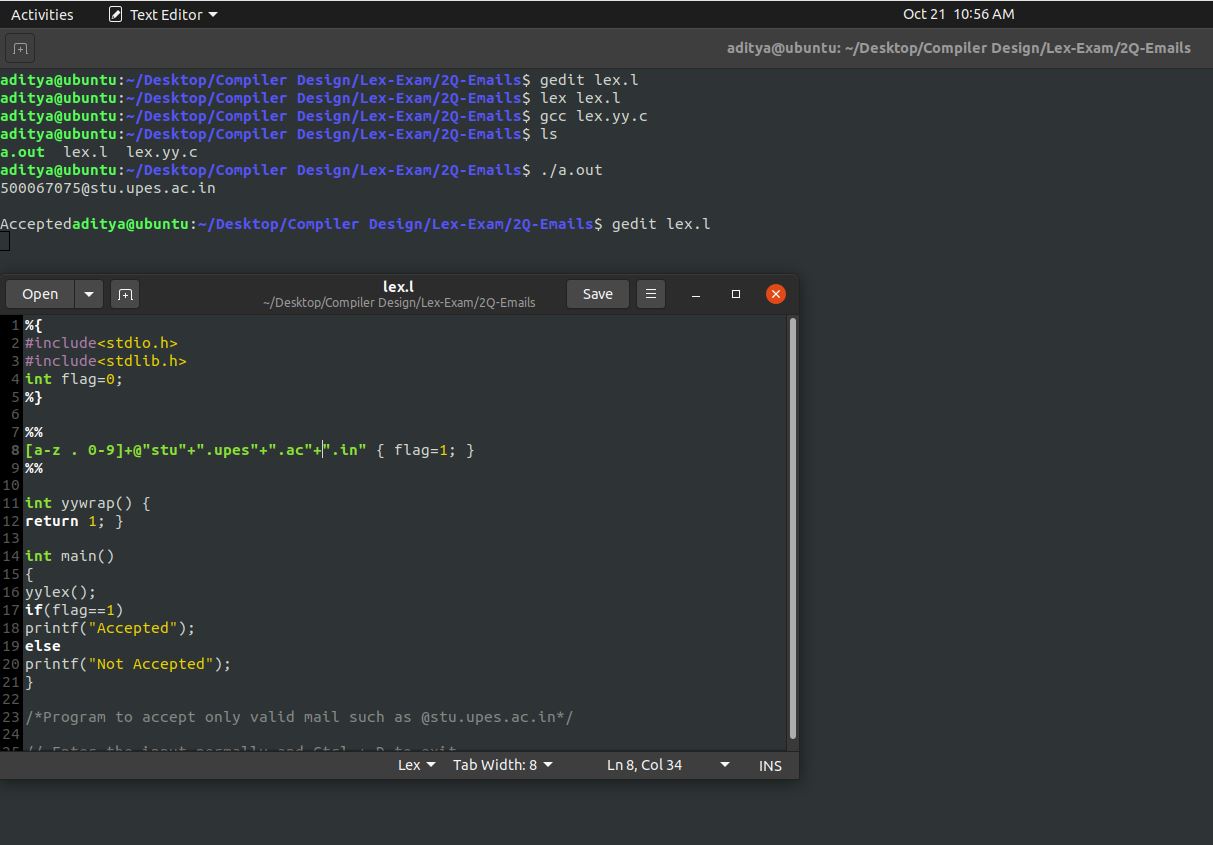 Activities Text Editor Oct 21 10:56 AM
aditya@ubuntu: ~/Desktop/Compiler Design/Lex-Exam/2Q-Emails
aditya@ubuntu:~/Desktop/Compiler Design/Lex-Exam/2Q-Emails$ gedit lex.l
aditya@ubuntu:~/Desktop/Compiler Design/Lex-Exam/2Q-Emails$ lex lex.l
aditya@ubuntu:~/Desktop/Compiler Design/Lex-Exam/2Q-Emails$ gcc lex.yy.c
aditya@ubuntu:~/Desktop/Compiler Design/Lex-Exam/2Q-Emails$ ls
a.out lex.l lex.yy.c
aditya@ubuntu:~/Desktop/Compiler Design/Lex-Exam/2Q-Emails$ ./a.out
500067075@stu.upes.ac.in
Acceptedaditya@ubuntu:~/Desktop/Compiler Design/Lex-Exam/2Q-Emails$ gedit lex.l
Open lex.l Save
~/Desktop/Compiler Design/Lex-Exam/2Q-Emails
1 %{
2 #include<stdio.h>
3 #include<stdlib.h>
4 int flag=0;
5 %}
6
7 %%
8 [a-z . 0-9]+@"stu"+".upes"+".ac"+".in" { flag=1; }
9 %%
10
11 int yywrap() {
12 return 1; }
13
14 int main()
15 {
16 yylex();
17 if(flag==1)
18 printf("Accepted");
19 else
20 printf("Not Accepted");
21 }
22
23 /*Program to accept only valid mail such as @stu.upes.ac.in*/
24
25 // Enter the input normally and Ctrl + D to exit
Lex Tab Width: 8 Ln 8, Col 34 INS